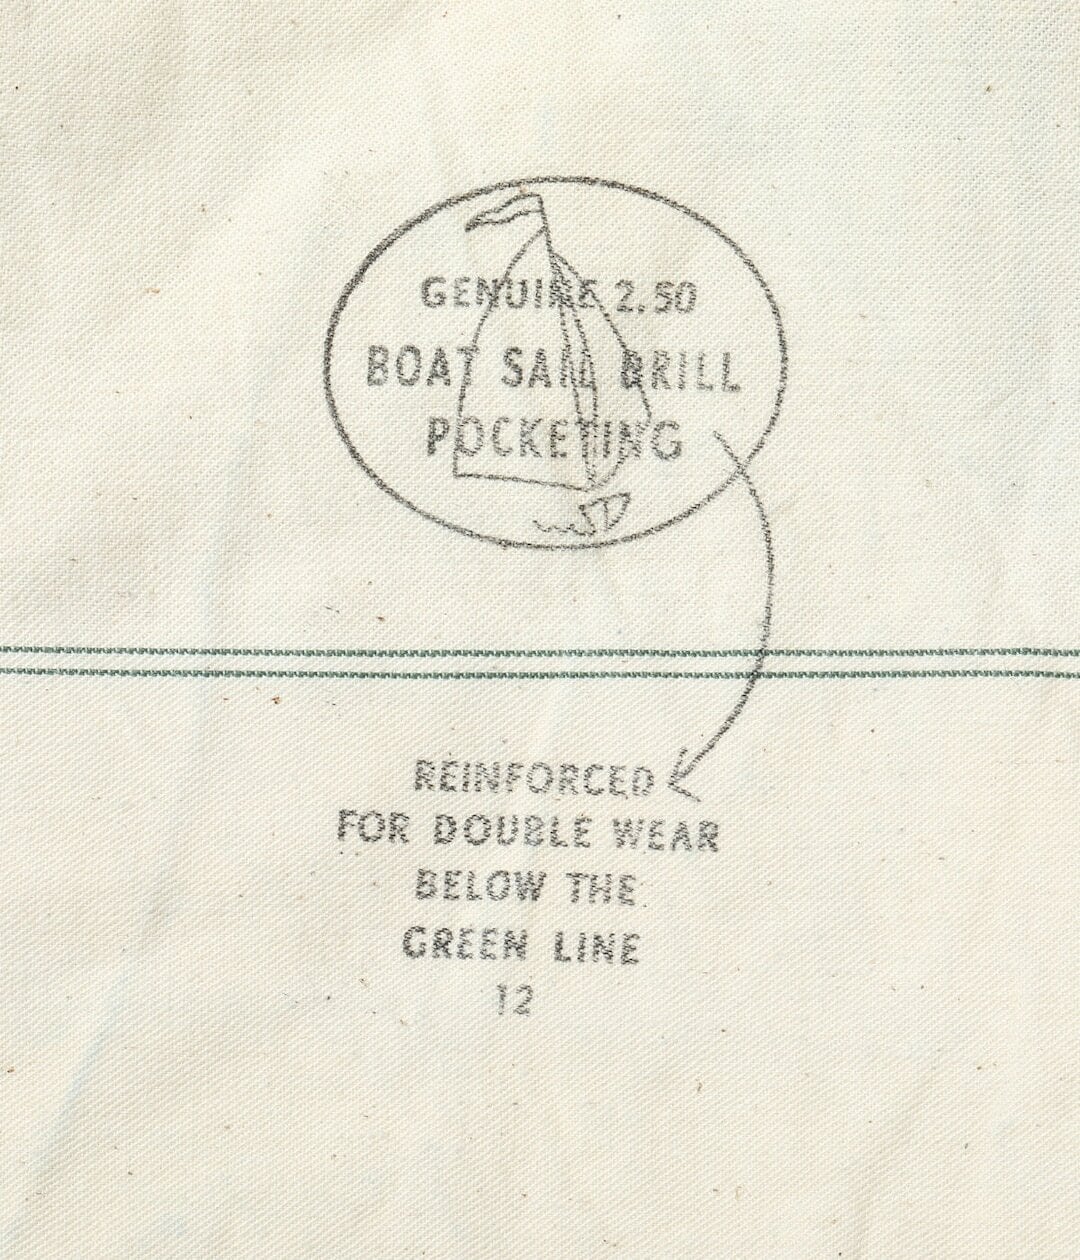 GENUINE 2.50
BOAT SAIL DRILL
POCKETING
REINFORCED
FOR DOUBLE WEAR
BELOW THE
GREEN LINE
12